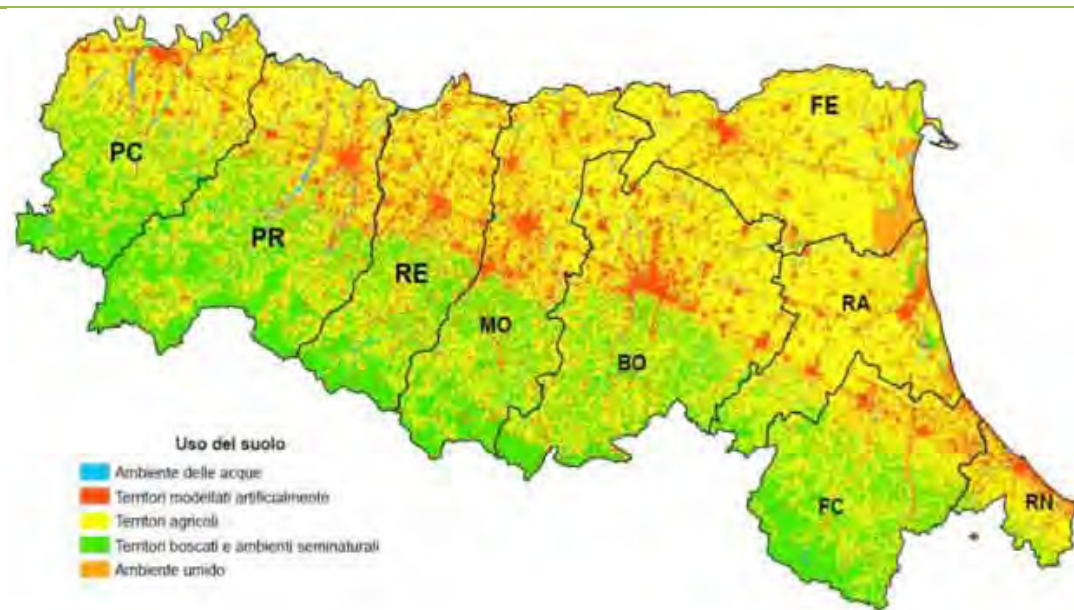 FE
PC
PR
RE
RA
MO
BO
FC
RN
Uso del suolo
Ambiente delle acque
Territori modellati artificialmente
Territori agricoli
Territori boscati e ambienti seminaturali
Ambiente umido